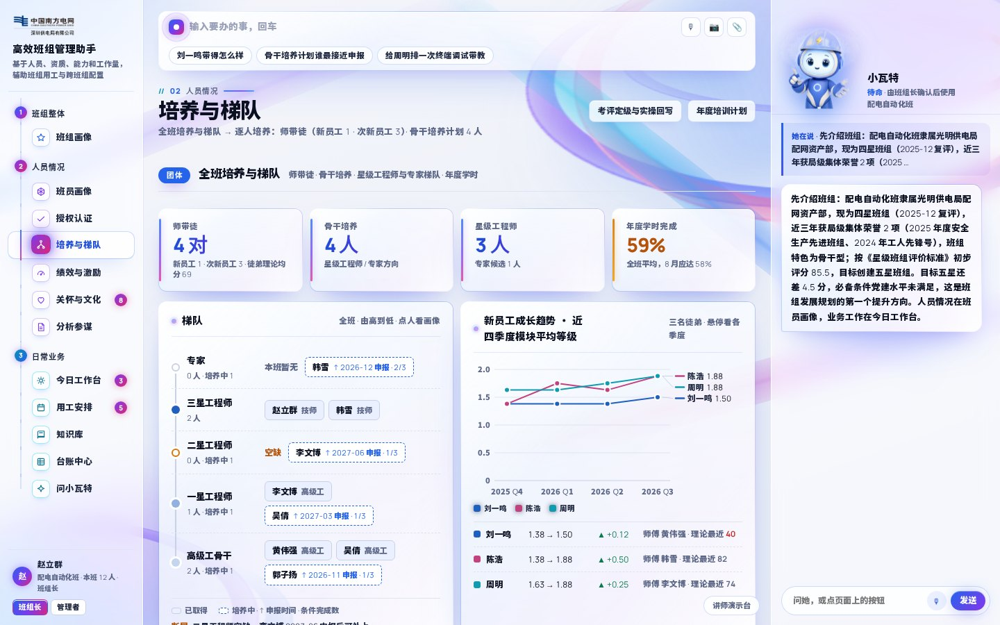 中国南方电网
CHINA SOUTHERN POWER GRID
深圳供电局有限公司
高效班组管理助手
基于人员、资质、能力和工作量，
辅助班组用工与跨班组配置
1 班组整体
班组画像
2 人员情况
班员画像
授权认证
培养与梯队
绩效与激励
关怀与文化 8
分析参谋
3 日常业务
今日工作台 3
用工安排 5
知识库
台账中心
问小瓦特
赵
赵立群
配电自动化班 · 本班 12 人 ·
班组长
班组长 管理者
输入要办的事，回车
刘一鸣带得怎么样 骨干培养计划谁最接近申报 给周明排一次终端调试带教
// 02 人员情况
培养与梯队
考评定级与实操回写 年度培训计划
全班培养与梯队 → 逐人培养：师带徒（新员工 1 · 次新员工 3）· 骨干培养计划 4 人
团体 全班培养与梯队 师带徒 · 骨干培养 · 星级工程师与专家梯队 · 年度学时
师带徒
4 对
新员工 1 · 次新员工 3 · 徒弟理论均
分 69
骨干培养
4 人
星级工程师 / 专家方向
星级工程师
3 人
专家候选 1 人
年度学时完成
59%
全班平均，8 月应达 58%
梯队 全班 · 由高到低 · 点人看画像
专家
0 人 · 培养中 1
本班暂无 韩雪 ↑ 2026-12 申报 · 2/3
三星工程师
2 人
赵立群 技师 韩雪 技师
二星工程师
0 人 · 培养中 1
空缺 李文博 ↑ 2027-06 申报 · 1/3
一星工程师
1 人 · 培养中 1
李文博 高级工
吴倩 ↑ 2027-03 申报 · 1/3
高级工骨干
2 人 · 培养中 1
黄伟强 高级工 吴倩 高级工
郭子扬 ↑ 2026-11 申报 · 1/3
已取得 培养中 · ↑ 申报时间 · 条件完成数
新员工成长趋势 · 近
四季度模块平均等级
三名徒弟 · 悬停看各
季度
2.0
1.5
1.0
0.5
0
2025 Q4 2026 Q1 2026 Q2 2026 Q3
陈浩 1.88
周明 1.88
刘一鸣 1.50
刘一鸣 陈浩 周明
刘一鸣 1.38 → 1.50 ▲ +0.12 师傅 黄伟强 · 理论最近 40
陈浩 1.38 → 1.88 ▲ +0.50 师傅 韩雪 · 理论最近 82
周明 1.63 → 1.88 ▲ +0.25 师傅 李文博 · 理论最近 74
讲师演示台
小瓦特
待命 · 由班组长确认后使用
配电自动化班
她在说 · 先介绍班组：配电自动化班隶属光明供电局
配网资产部，现为四星班组（2025-12 复评），近三
年获局级集体荣誉 2 项（2025 …
先介绍班组：配电自动化班隶属光明供电局配
网资产部，现为四星班组（2025-12 复评），
近三年获局级集体荣誉 2 项（2025 年度安全
生产先进班组、2024 年工人先锋号），班组
特色为骨干型；按《星级班组评价标准》初步
评分 85.5，目标创建五星班组。目标五星还
差 4.5 分，必备条件党建水平未满足，这是班
组发展规划的第一个提升方向。人员情况在班
员画像，业务工作在今日工作台。
问她，或点页面上的按钮 发送